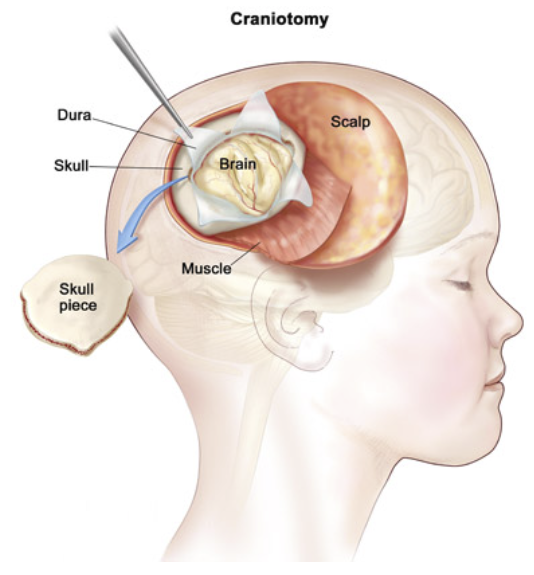 Craniotomy
Dura
Scalp
Skull
Brain
Muscle
Skull
piece